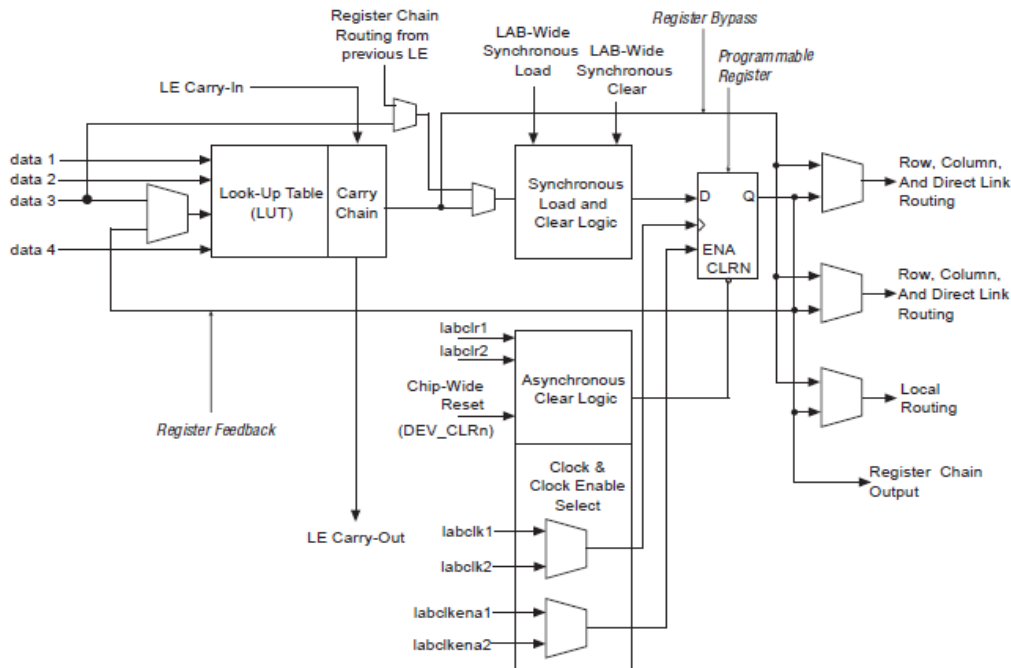 Register Chain
Routing from
previous LE
LAB-Wide
Synchronous
Load
LAB-Wide
Synchronous
Clear
Register Bypass
Programmable
Register
LE Carry-In
data 1
data 2
data 3
data 4
Look-Up Table
(LUT)
Carry
Chain
Synchronous
Load and
Clear Logic
D
Q
ENA
CLRN
Row, Column,
And Direct Link
Routing
Row, Column,
And Direct Link
Routing
Local
Routing
Register Chain
Output
labclr1
labclr2
Chip-Wide
Reset
(DEV_CLRn)
Asynchronous
Clear Logic
Register Feedback
Clock &
Clock Enable
Select
LE Carry-Out
labclk1
labclk2
labclkena1
labclkena2